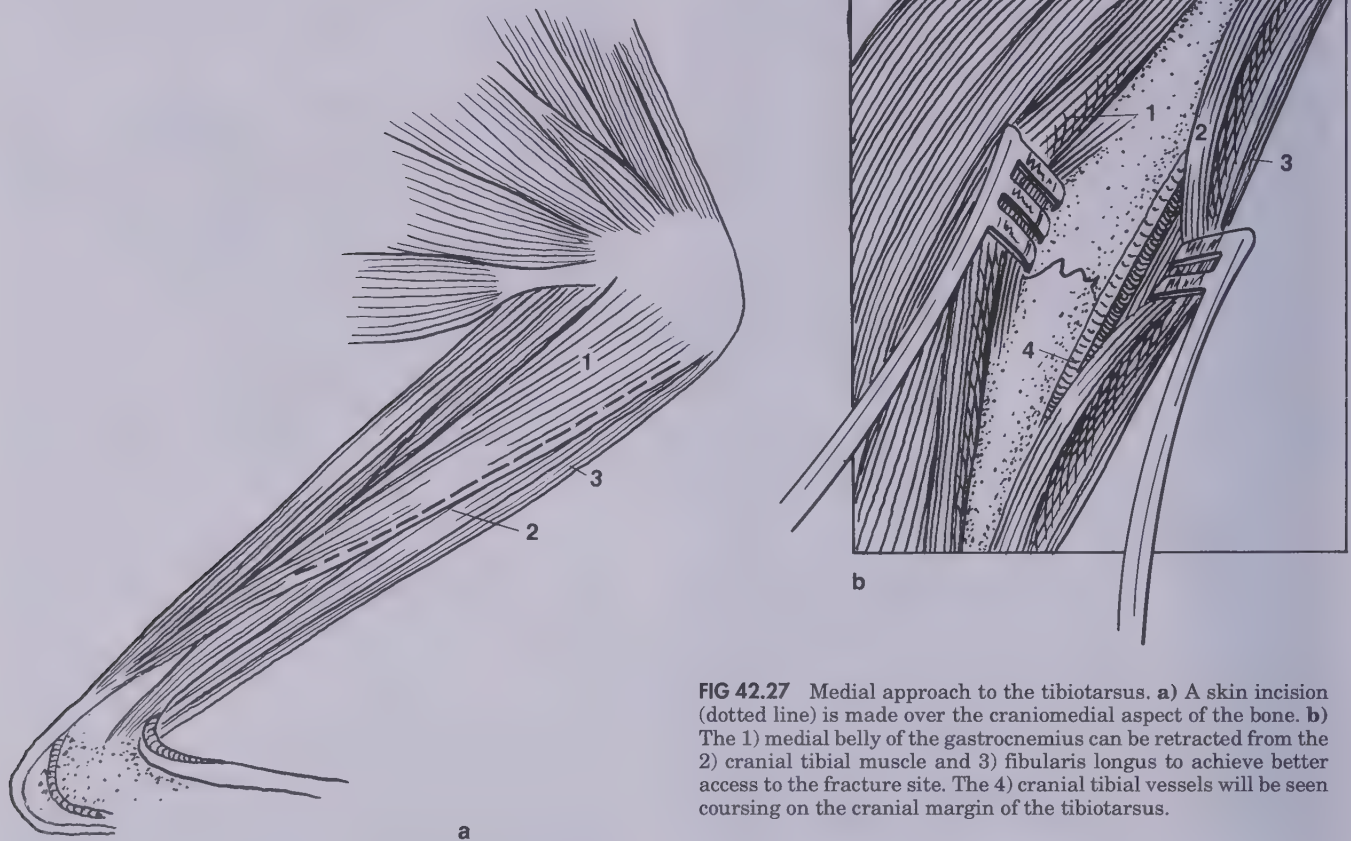 1
3
2
a
1
2
3
4
b
FIG 42.27 Medial approach to the tibiotarsus. a) A skin incision
(dotted line) is made over the craniomedial aspect of the bone. b)
The 1) medial belly of the gastrocnemius can be retracted from the
2) cranial tibial muscle and 3) fibularis longus to achieve better
access to the fracture site. The 4) cranial tibial vessels will be seen
coursing on the cranial margin of the tibiotarsus.